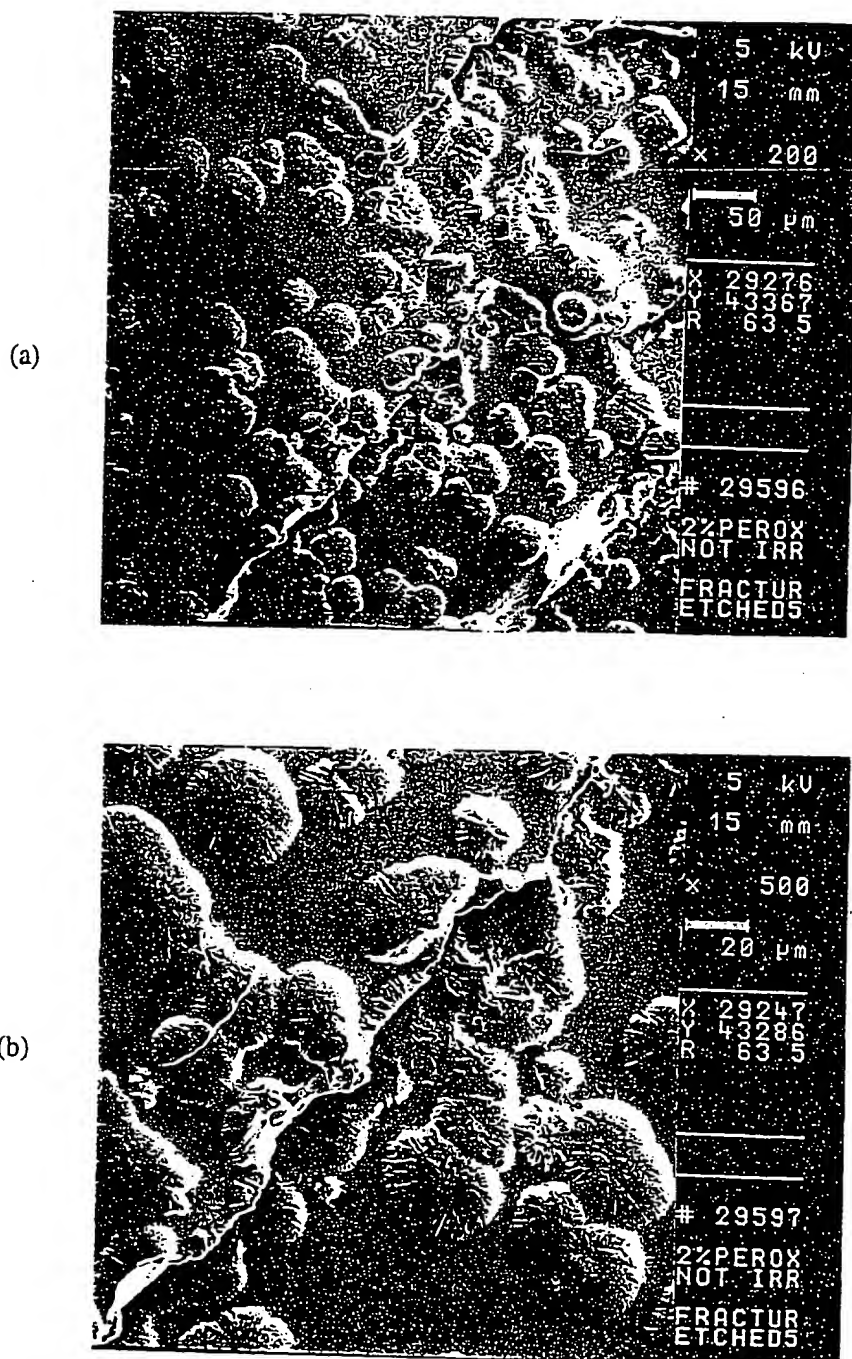 (a)
5 kV
15 mm
× 200
50 µm
X 29276
Y 43367
R 63.5
# 29596
2%PEROX
NOT IRR
FRACTUR
ETCHED5
(b)
5 kV
15 mm
× 500
20 µm
X 29247
Y 43286
R 63.5
# 29597
2%PEROX
NOT IRR
FRACTUR
ETCHED5